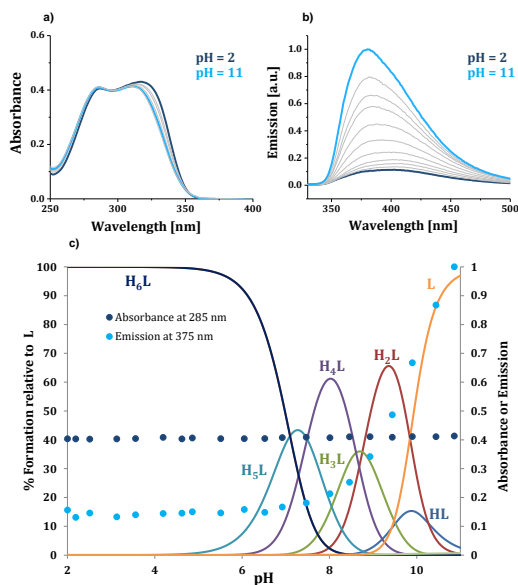 a)
pH = 2
pH = 11
Absorbance
0.6
0.4
0.2
0.0
250
300
350
400
Wavelength [nm]
b)
pH = 2
pH = 11
Emission [a.u.]
1.0
0.8
0.6
0.4
0.2
0.0
350
400
450
500
Wavelength [nm]
c)
H₆L
Absorbance at 285 nm
Emission at 375 nm
H₅L
H₄L
H₃L
H₂L
HL
L
% Formation relative to L
100
90
80
70
60
50
40
30
20
10
0
2
4
6
8
10
pH
1
0.9
0.8
0.7
0.6
0.5
0.4
0.3
0.2
0.1
0
Absorbance or Emission